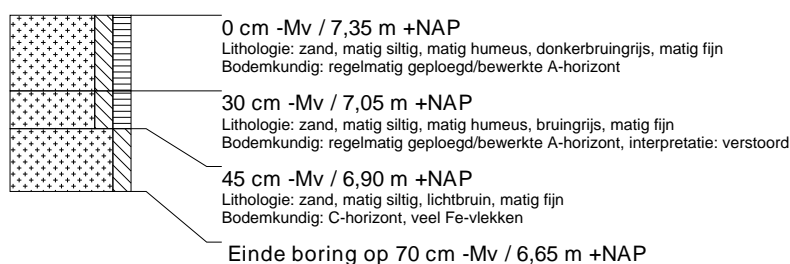 0 cm -Mv / 7,35 m +NAP
Lithologie: zand, matig siltig, matig humeus, donkerbruingrijs, matig fijn
Bodemkundig: regelmatig geploegd/bewerkte A-horizont
30 cm -Mv / 7,05 m +NAP
Lithologie: zand, matig siltig, matig humeus, bruingrijs, matig fijn
Bodemkundig: regelmatig geploegd/bewerkte A-horizont, interpretatie: verstoord
45 cm -Mv / 6,90 m +NAP
Lithologie: zand, matig siltig, lichtbruin, matig fijn
Bodemkundig: C-horizont, veel Fe-vlekken
Einde boring op 70 cm -Mv / 6,65 m +NAP